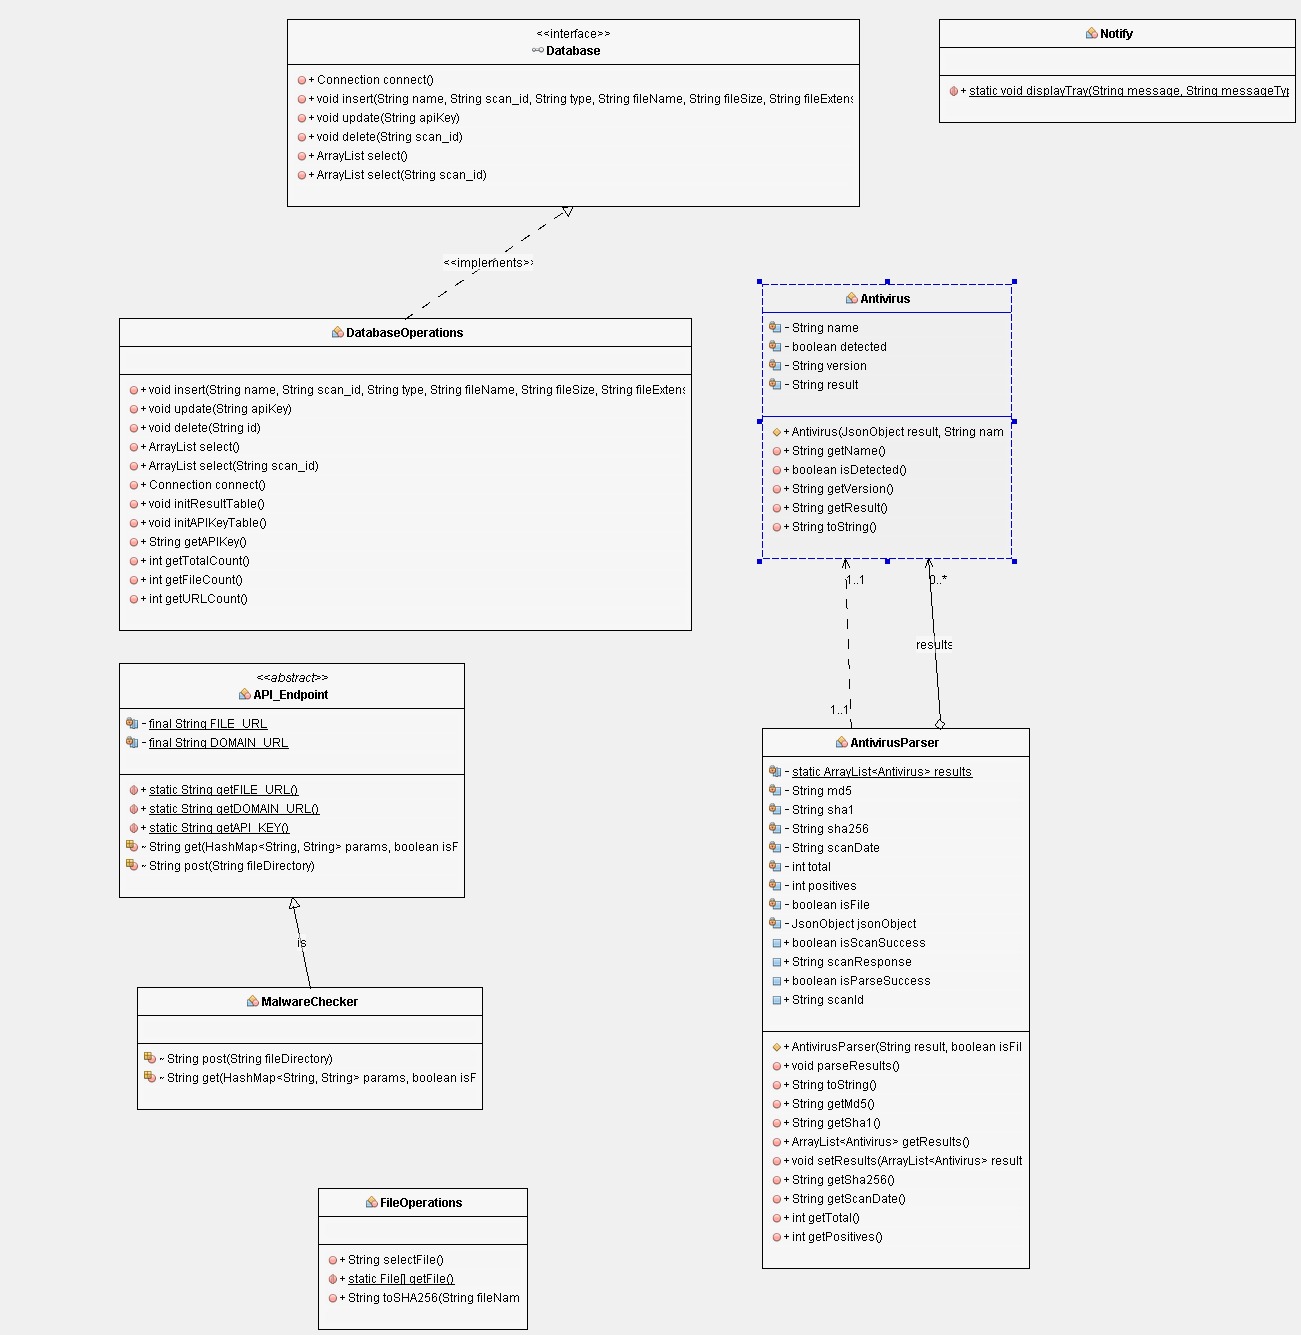 <<interface>>
Database
+ Connection connect()
+ void insert(String name, String scan_id, String type, String fileName, String fileSize, String fileExtens
+ void update(String apiKey)
+ void delete(String scan_id)
+ ArrayList select()
+ ArrayList select(String scan_id)
Notify
+ static void displayTray(String message, String messageTyp
<<implements>>
DatabaseOperations
+ void insert(String name, String scan_id, String type, String fileName, String fileSize, String fileExtens
+ void update(String apiKey)
+ void delete(String id)
+ ArrayList select()
+ ArrayList select(String scan_id)
+ Connection connect()
+ void initResultTable()
+ void initAPIKeyTable()
+ String getAPIKey()
+ int getTotalCount()
+ int getFileCount()
+ int getURLCount()
Antivirus
- String name
- boolean detected
- String version
- String result
+ Antivirus(JsonObject result, String nam
+ String getName()
+ boolean isDetected()
+ String getVersion()
+ String getResult()
+ String toString()
1..1
0..*
results
1..1
<<abstract>>
API_Endpoint
- final String FILE_URL
- final String DOMAIN_URL
+ static String getFILE_URL()
+ static String getDOMAIN_URL()
+ static String getAPI_KEY()
~ String get(HashMap<String, String> params, boolean isF
~ String post(String fileDirectory)
is
MalwareChecker
~ String post(String fileDirectory)
~ String get(HashMap<String, String> params, boolean isF
AntivirusParser
- static ArrayList<Antivirus> results
- String md5
- String sha1
- String sha256
- String scanDate
- int total
- int positives
- boolean isFile
- JsonObject jsonObject
+ boolean isScanSuccess
+ String scanResponse
+ boolean isParseSuccess
+ String scanId
+ AntivirusParser(String result, boolean isFil
+ void parseResults()
+ String toString()
+ String getMd5()
+ String getSha1()
+ ArrayList<Antivirus> getResults()
+ void setResults(ArrayList<Antivirus> result
+ String getSha256()
+ String getScanDate()
+ int getTotal()
+ int getPositives()
FileOperations
+ String selectFile()
+ static File[] getFile()
+ String toSHA256(String fileNam